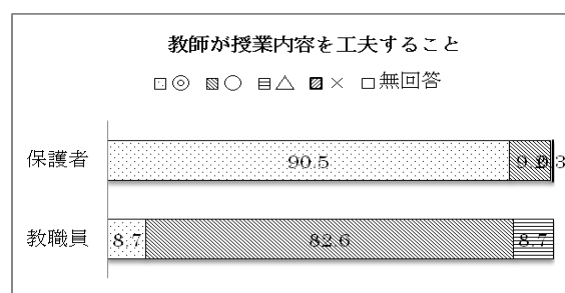 教師が授業内容を工夫すること
◎ ○ △ × 無回答
保護者 90.5
教職員 8.7 82.6 8.7